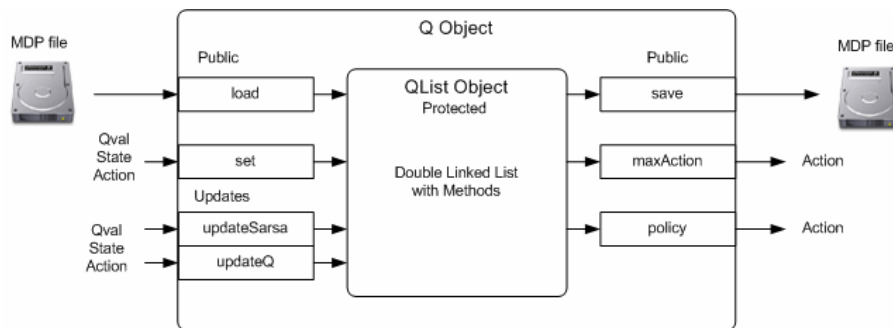 Q Object
MDP file
MDP file
Public
Public
load
QList Object
Protected
save
Qval
State
Action
set
Double Linked List
with Methods
maxAction
Action
Updates
Qval
State
Action
updateSarsa
updateQ
policy
Action